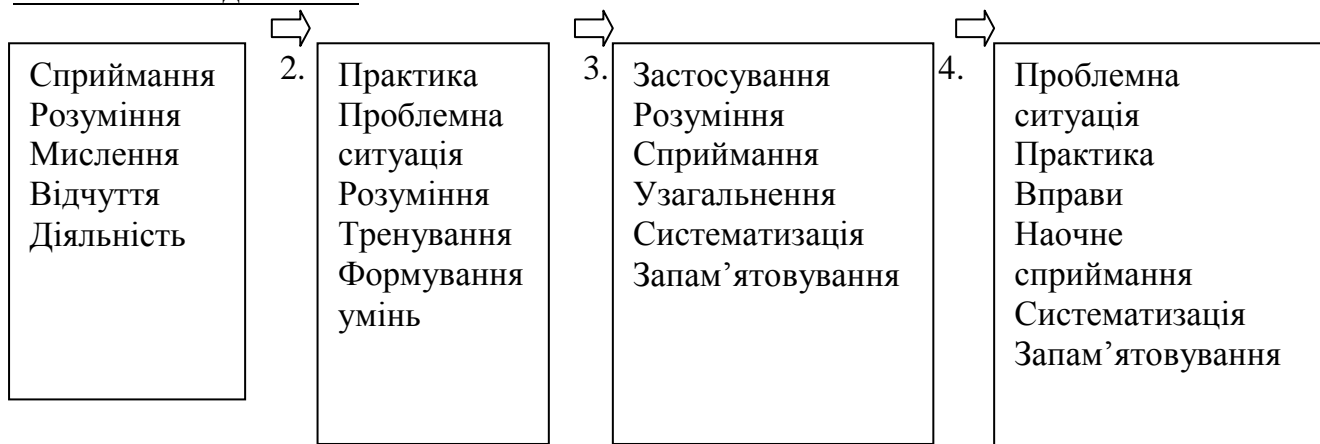 Сприймання
Розуміння
Мислення
Відчуття
Діяльність
2.
Практика
Проблемна
ситуація
Розуміння
Тренування
Формування
умінь
3.
Застосування
Розуміння
Сприймання
Узагальнення
Систематизація
Запам’ятовування
4.
Проблемна
ситуація
Практика
Вправи
Наочне
сприймання
Систематизація
Запам’ятовування